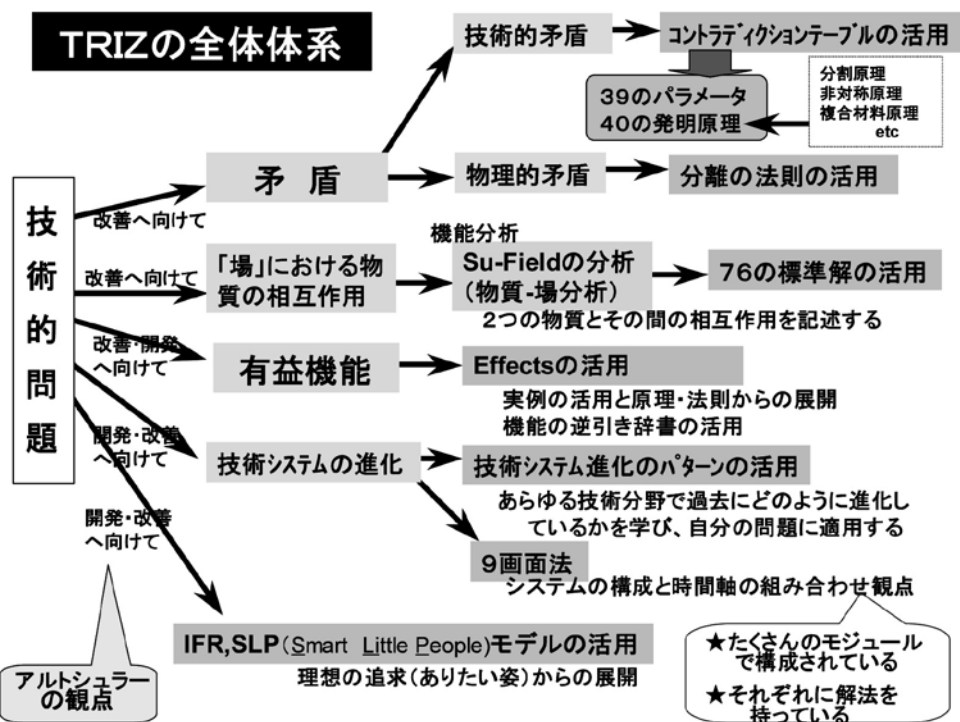 TRIZの全体体系
技術的矛盾
コントラディクションテーブルの活用
39のパラメータ
40の発明原理
分割原理
非対称原理
複合材料原理
etc
矛 盾
物理的矛盾
分離の法則の活用
技術的問題
改善へ向けて
改善へ向けて
「場」における物
質の相互作用
機能分析
Su-Fieldの分析
(物質-場分析)
76の標準解の活用
2つの物質とその間の相互作用を記述する
改善・開発
へ向けて
有益機能
Effectsの活用
実例の活用と原理・法則からの展開
機能の逆引き辞書の活用
開発・改善
へ向けて
技術システムの進化
技術システム進化のパターンの活用
あらゆる技術分野で過去にどのように進化し
ているかを学び、自分の問題に適用する
開発・改善
へ向けて
9画面法
システムの構成と時間軸の組み合わせ観点
IFR,SLP(Smart Little People)モデルの活用
理想の追求(ありたい姿)からの展開
アルトシュラー
の観点
★たくさんのモジュール
で構成されている
★それぞれに解法を
持っている